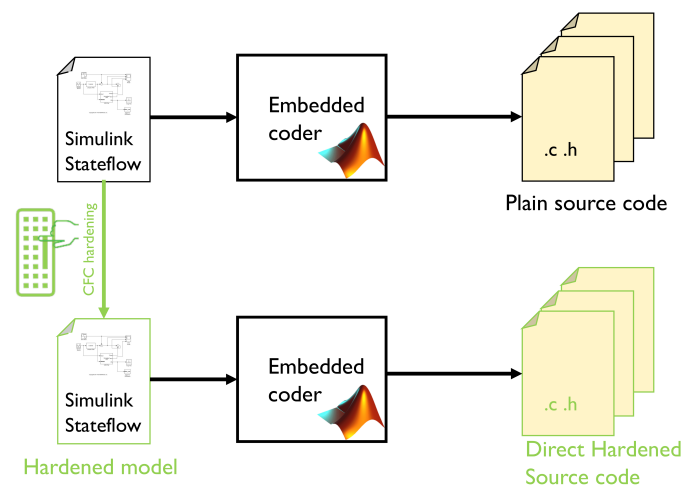 Simulink
Stateflow
Embedded
coder
.c .h
Plain source code
CFC hardening
Simulink
Stateflow
Embedded
coder
.c .h
Hardened model
Direct Hardened
Source code